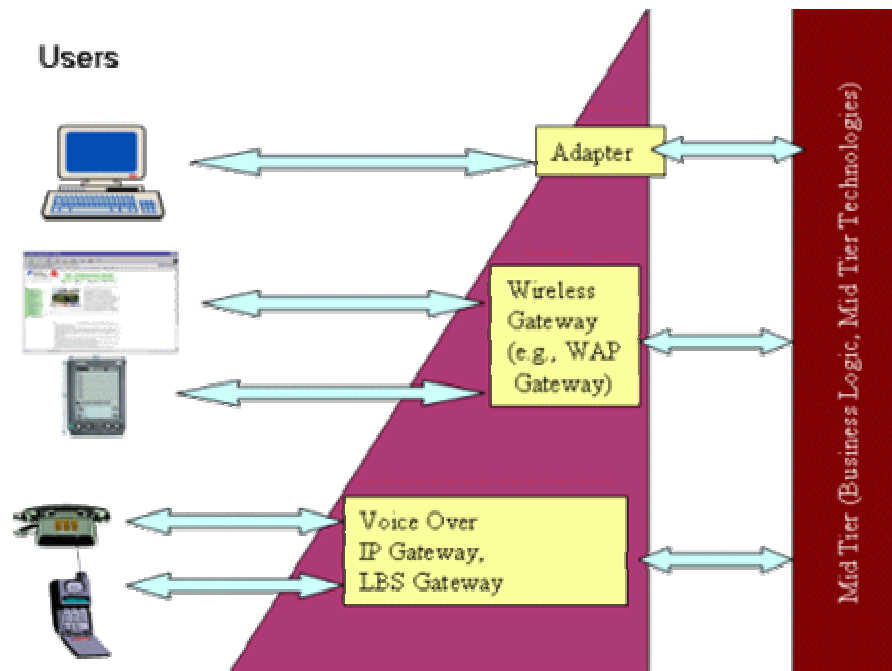 Users
Adapter
Wireless
Gateway
(e.g., WAP
Gateway)
Voice Over
IP Gateway,
LBS Gateway
Mid Tier (Business Logic, Mid Tier Technologies)